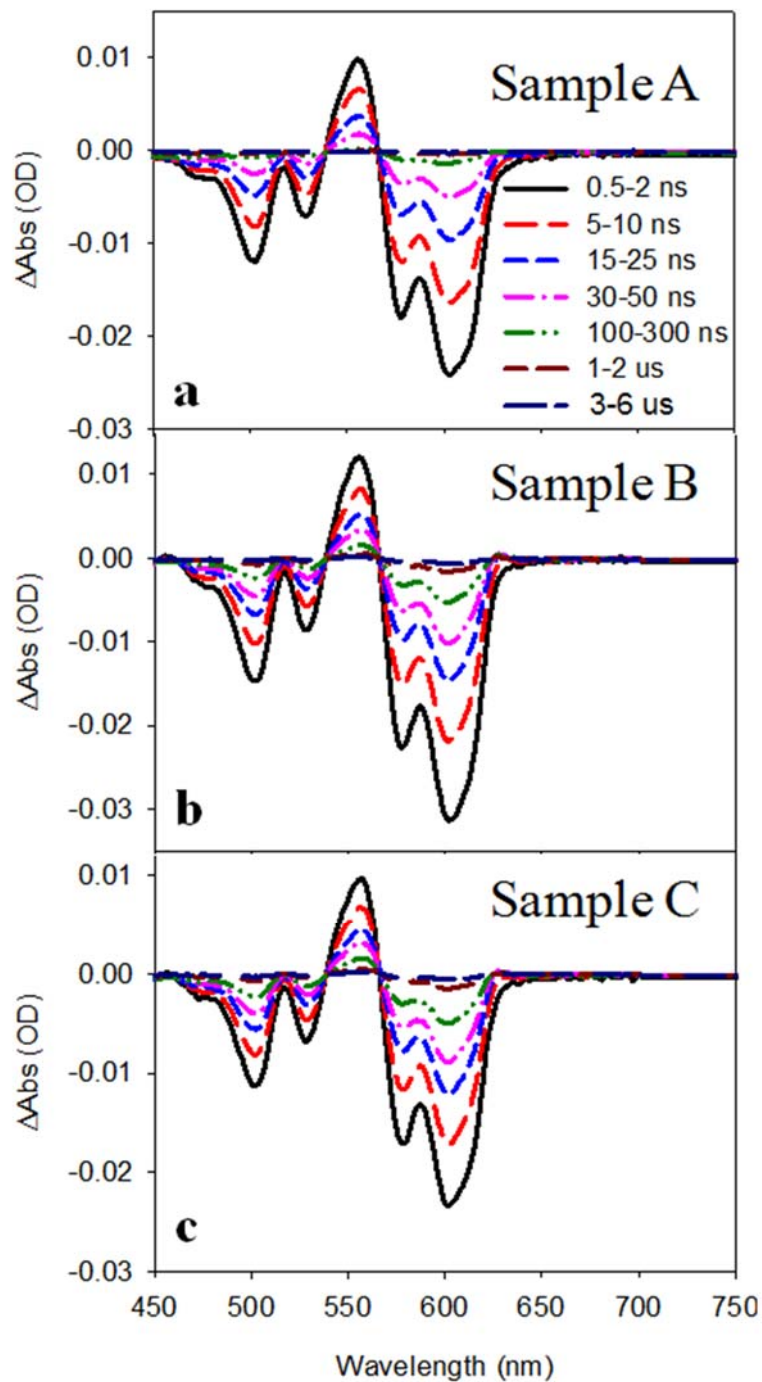 0.01
Sample A
0.00
0.5-2 ns
5-10 ns
-0.01
15-25 ns
30-50 ns
100-300 ns
-0.02
1-2 us
a
3-6 us
-0.03
ΔAbs (OD)
0.01
Sample B
0.00
-0.01
-0.02
-0.03
b
ΔAbs (OD)
0.01
Sample C
0.00
-0.01
-0.02
c
-0.03
ΔAbs (OD)
450 500 550 600 650 700 750
Wavelength (nm)